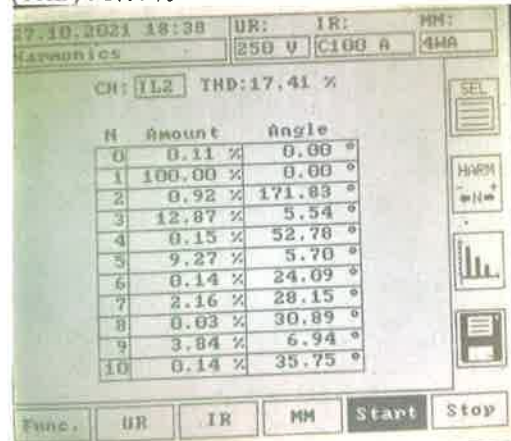 27.10.2021 18:38 UR: IR: MM:
Harmonics 250 V C100 A 4WA
CH: IL2 THD:17.41 %
SEL
N Amount Angle
0 0.11 % 0.00 °
1 100.00 % 0.00 °
HARM
2 0.92 % 171.83 °
←N→
3 12.87 % 5.54 °
4 0.15 % 52.78 °
5 9.27 % 5.70 °
6 0.14 % 24.09 °
7 2.16 % 28.15 °
8 0.03 % 30.89 °
9 3.84 % 6.94 °
10 0.14 % 35.75 °
Func. UR IR MM Start Stop